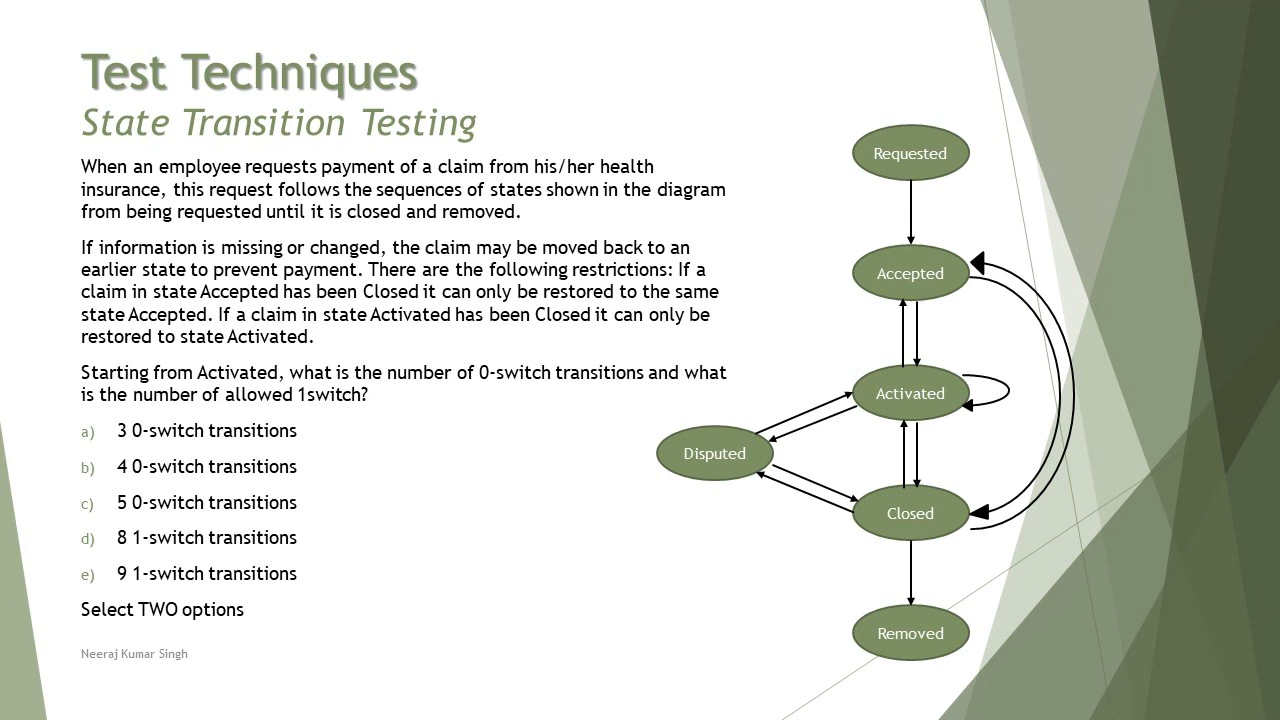 Test Techniques
State Transition Testing
When an employee requests payment of a claim from his/her health
insurance, this request follows the sequences of states shown in the diagram
from being requested until it is closed and removed.
If information is missing or changed, the claim may be moved back to an
earlier state to prevent payment. There are the following restrictions: If a
claim in state Accepted has been Closed it can only be restored to the same
state Accepted. If a claim in state Activated has been Closed it can only be
restored to state Activated.
Starting from Activated, what is the number of 0-switch transitions and what
is the number of allowed 1switch?
a) 3 0-switch transitions
b) 4 0-switch transitions
c) 5 0-switch transitions
d) 8 1-switch transitions
e) 9 1-switch transitions
Select TWO options
Neeraj Kumar Singh
Requested
Accepted
Activated
Disputed
Closed
Removed